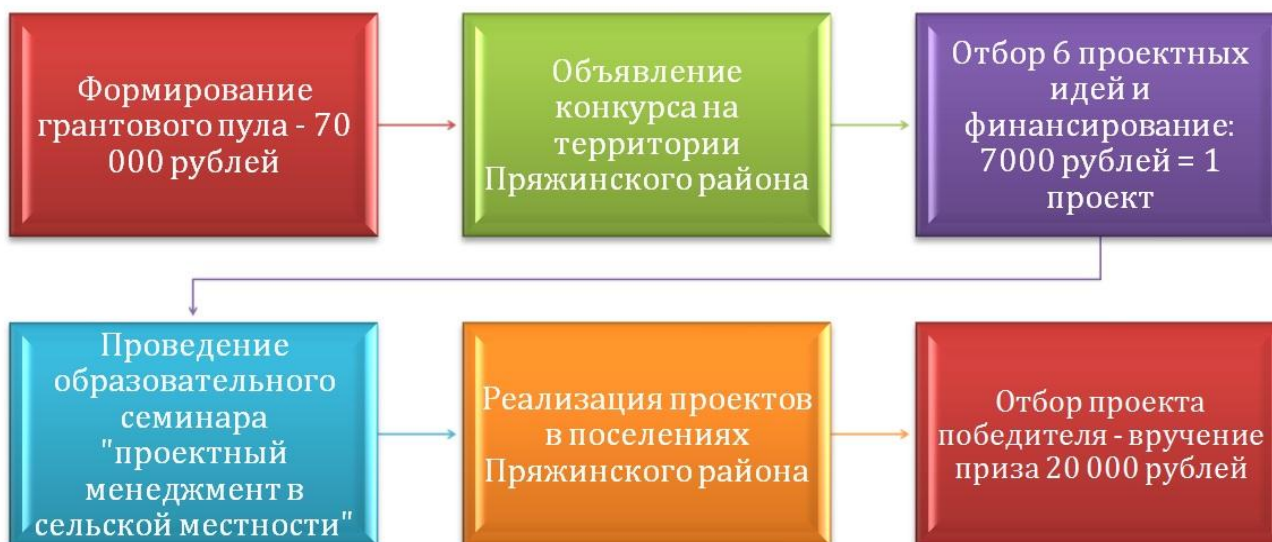 Формирование
грантового пула - 70
000 рублей
Объявление
конкурса на
территории
Пряжинского района
Отбор 6 проектных
идей и
финансирование:
7000 рублей = 1
проект
Проведение
образовательного
семинара
"проектный
менеджмент в
сельской местности"
Реализация проектов
в поселениях
Пряжинского района
Отбор проекта
победителя - вручение
приза 20 000 рублей